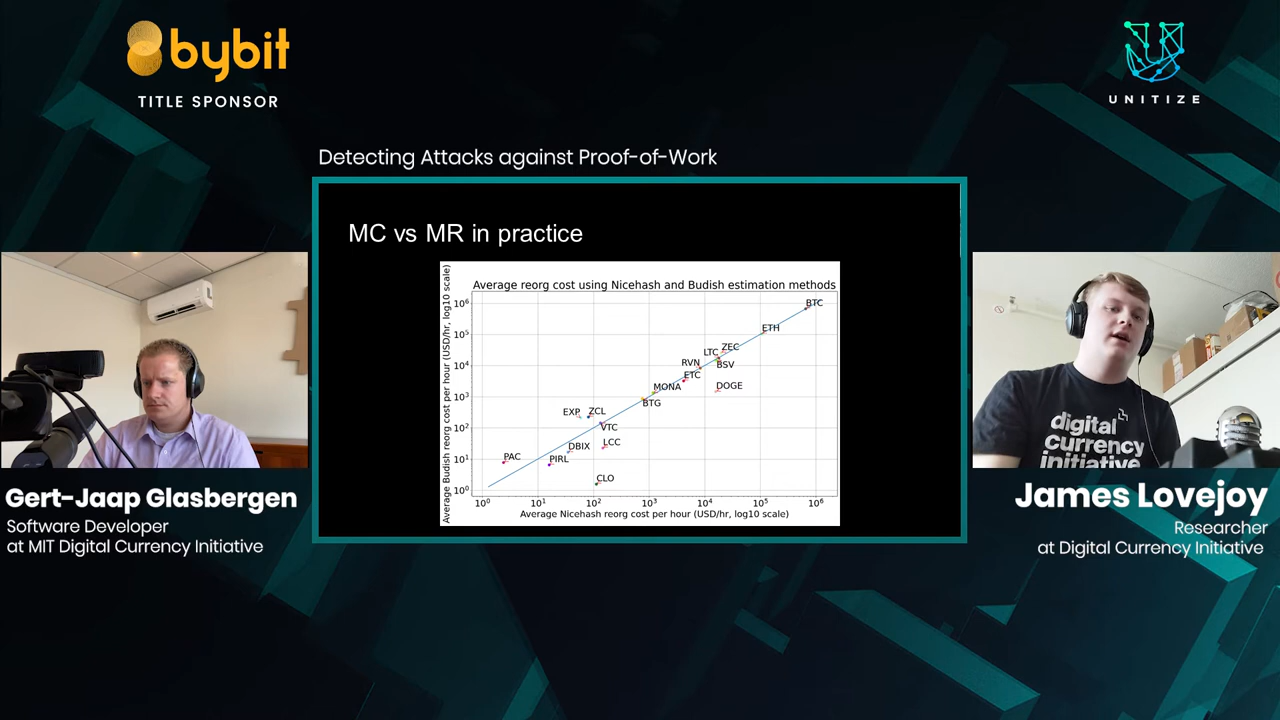 bybit
TITLE SPONSOR
UNITIZE
Detecting Attacks against Proof-of-Work
MC vs MR in practice
Average reorg cost using Nicehash and Budish estimation methods
Average Budish reorg cost per hour (USD/hr, log10 scale)
10⁶
10⁵
10⁴
10³
10²
10¹
10⁰
BTC
ETH
ZEC
LTC
BSV
RVN
ETC
DOGE
MONA
BTG
EXP
ZCL
VTC
LCC
DBIX
PIRL
PAC
CLO
10⁰ 10¹ 10² 10³ 10⁴ 10⁵ 10⁶
Average Nicehash reorg cost per hour (USD/hr, log10 scale)
digital
currency
initiative
Gert-Jaap Glasbergen
Software Developer
at MIT Digital Currency Initiative
James Lovejoy
Researcher
at Digital Currency Initiative